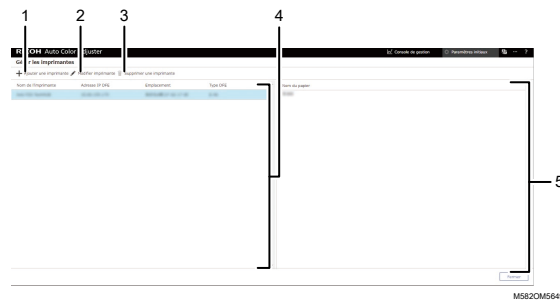 1 2 3 4
RICOH Auto Color Adjuster
Console de gestion Paramètres initiaux ?
Gérer les imprimantes
Ajouter une imprimante Modifier imprimante Supprimer une imprimante
Nom de l'imprimante Adresse IP DFE Emplacement Type DFE Nom du papier
5
Fermer
M582OM564